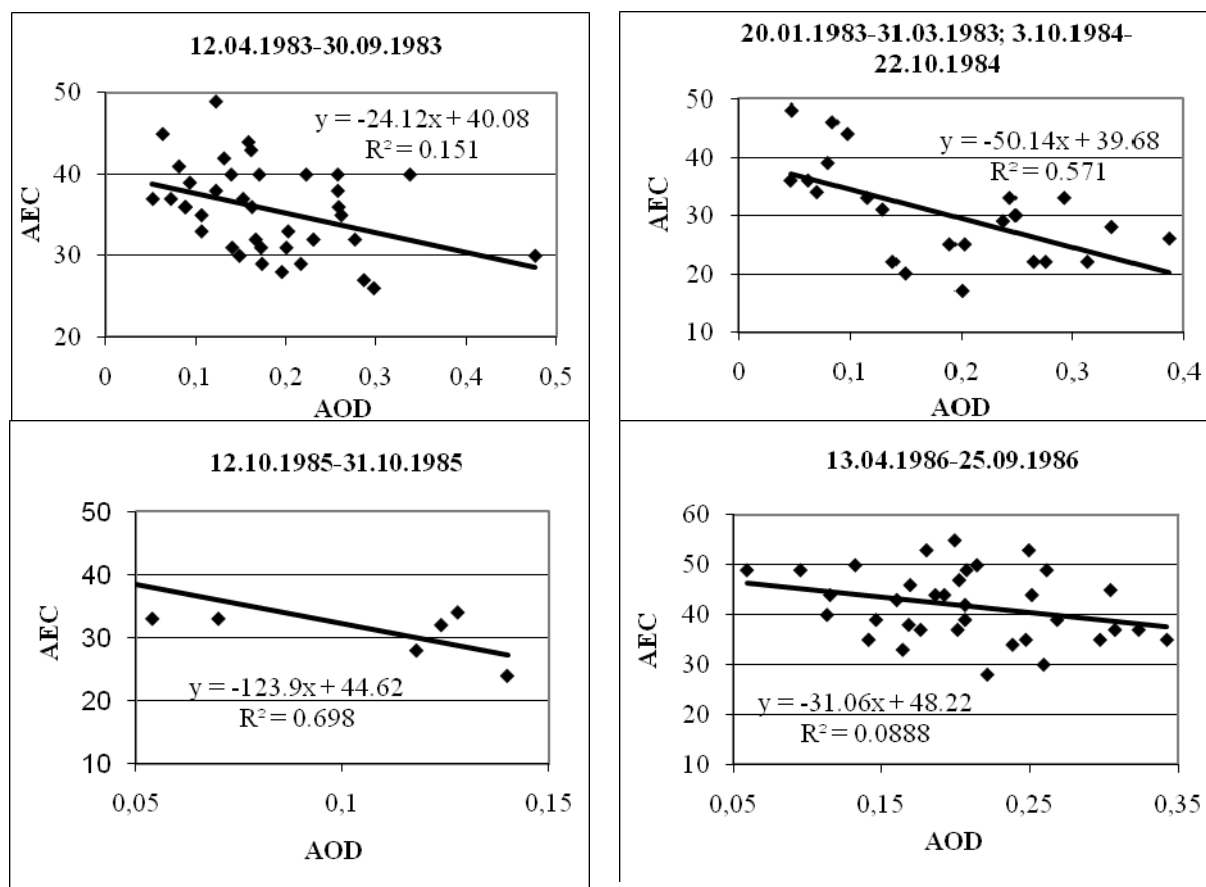 12.04.1983-30.09.1983
50
40
30
20
AEC
y = -24.12x + 40.08
R² = 0.151
0 0,1 0,2 0,3 0,4 0,5
AOD
20.01.1983-31.03.1983; 3.10.1984-
22.10.1984
50
40
30
20
10
AEC
y = -50.14x + 39.68
R² = 0.571
0 0,1 0,2 0,3 0,4
AOD
12.10.1985-31.10.1985
50
40
30
20
10
AEC
y = -123.9x + 44.62
R² = 0.698
0,05 0,1 0,15
AOD
13.04.1986-25.09.1986
60
50
40
30
20
10
AEC
y = -31.06x + 48.22
R² = 0.0888
0,05 0,15 0,25 0,35
AOD